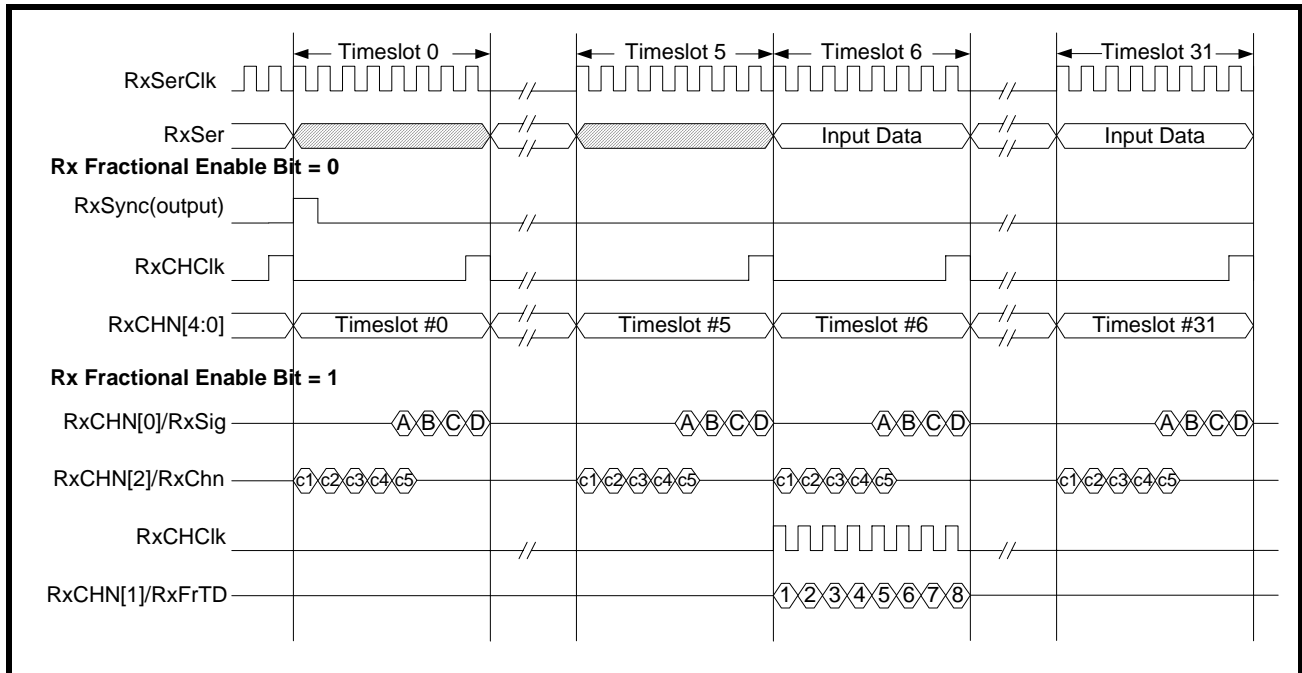 Timeslot 0 Timeslot 5 Timeslot 6 Timeslot 31
RxSerClk
RxSer Input Data Input Data
Rx Fractional Enable Bit = 0
RxSync(output)
RxCHClk
RxCHN[4:0] Timeslot #0 Timeslot #5 Timeslot #6 Timeslot #31
Rx Fractional Enable Bit = 1
RxCHN[0]/RxSig A B C D A B C D A B C D A B C D
RxCHN[2]/RxChn c1 c2 c3 c4 c5 c1 c2 c3 c4 c5 c1 c2 c3 c4 c5 c1 c2 c3 c4 c5
RxCHClk
RxCHN[1]/RxFrTD 1 2 3 4 5 6 7 8